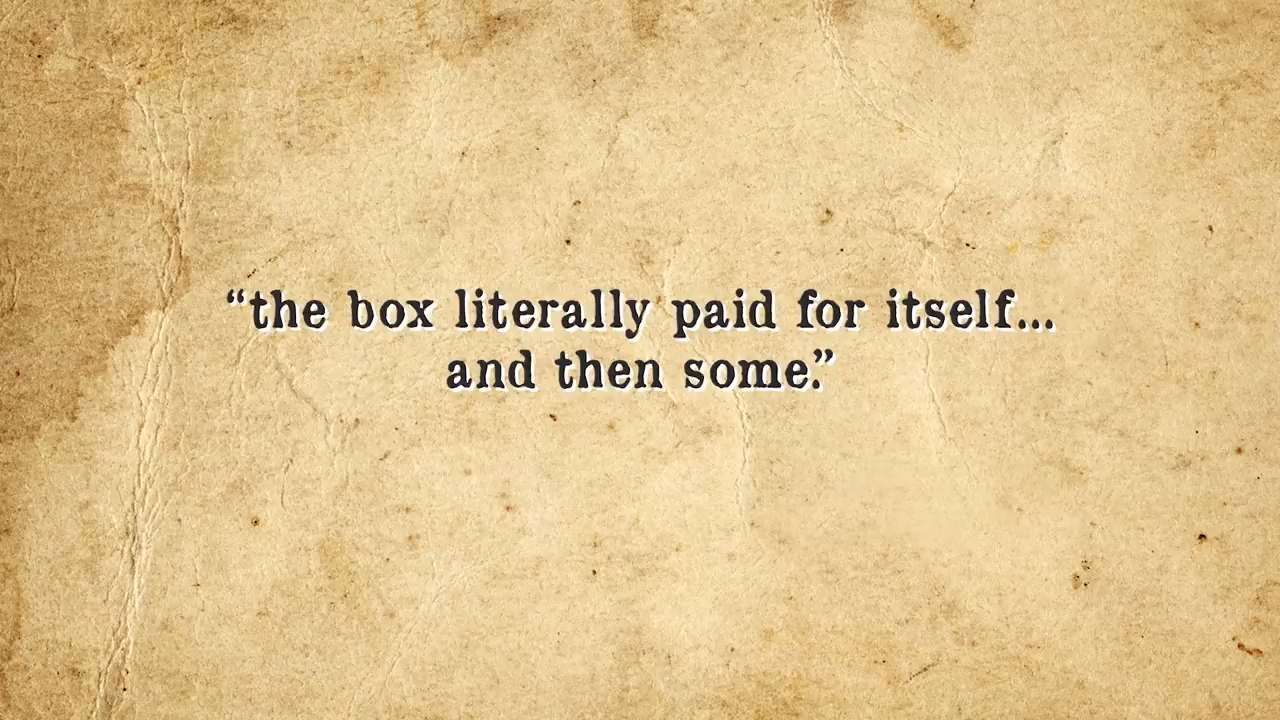 “the box literally paid for itself...
and then some.”